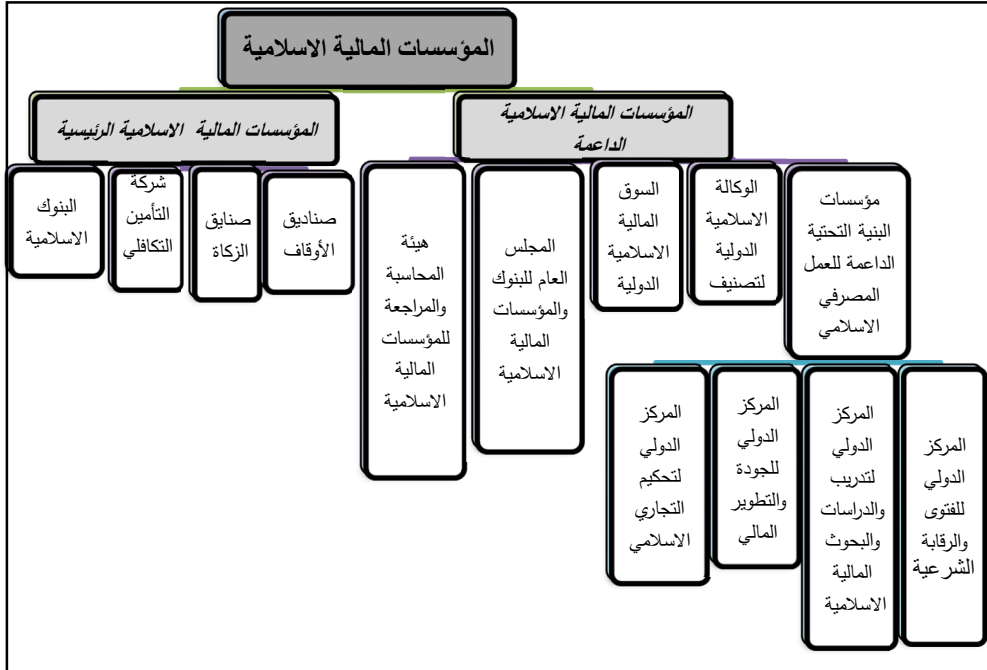 المؤسسات المالية الاسلامية
المؤسسات المالية الاسلامية
الداعمة
المؤسسات المالية الاسلامية الرئيسية
مؤسسات
البنية التحتية
الداعمة للعمل
المصرفي
الاسلامي
الوكالة
الاسلامية
الدولية
لتصنيف
السوق
المالية
الاسلامية
الدولية
المجلس
العام للبنوك
والمؤسسات
المالية
الاسلامية
هيئة
المحاسبة
والمراجعة
للمؤسسات
المالية
الاسلامية
صناديق
الأوقاف
صنايق
الزكاة
شركة
التأمين
التكافلي
البنوك
الاسلامية
المركز
الدولي
للفتوى
والرقابة
الشرعية
المركز
الدولي
لتدريب
والدراسات
والبحوث
المالية
الاسلامية
المركز
الدولي
للجودة
والتطوير
المالي
المركز
الدولي
لتحكيم
التجاري
الاسلامي